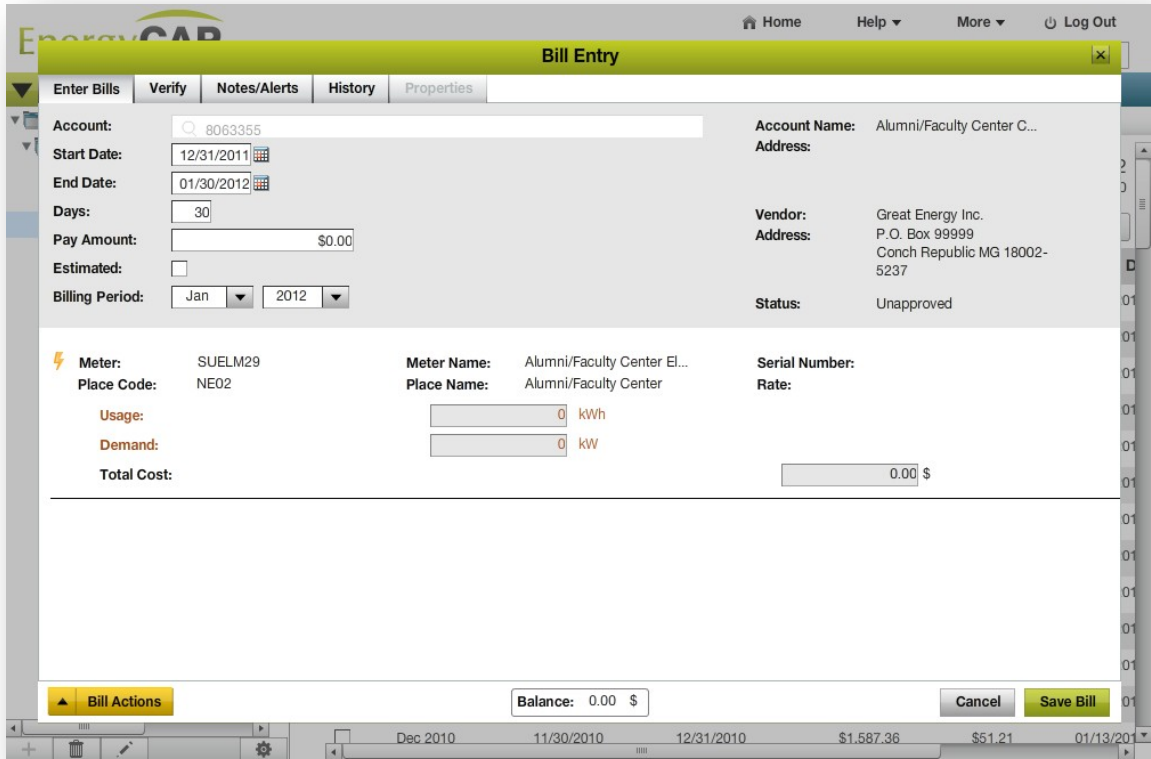 EnergyCAP
Home Help More Log Out
Bill Entry
Enter Bills Verify Notes/Alerts History Properties
Account: 8063355 Account Name: Alumni/Faculty Center C...
Start Date: 12/31/2011 Address:
End Date: 01/30/2012
Days: 30 Vendor: Great Energy Inc.
Pay Amount: $0.00 Address: P.O. Box 99999
Conch Republic MG 18002-
Estimated: 5237
Billing Period: Jan 2012 Status: Unapproved
Meter: SUELM29 Meter Name: Alumni/Faculty Center El... Serial Number:
Place Code: NE02 Place Name: Alumni/Faculty Center Rate:
Usage: 0 kWh
Demand: 0 kW
Total Cost: 0.00 $
Bill Actions Balance: 0.00 $ Cancel Save Bill
Dec 2010 11/30/2010 12/31/2010 $1,587.36 $51.21 01/13/201